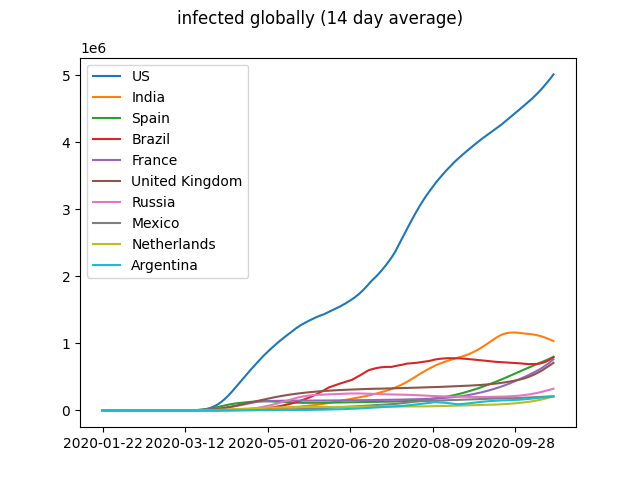 infected globally (14 day average)
1e6
5
4
3
2
1
0
US
India
Spain
Brazil
France
United Kingdom
Russia
Mexico
Netherlands
Argentina
2020-01-22 2020-03-12 2020-05-01 2020-06-20 2020-08-09 2020-09-28